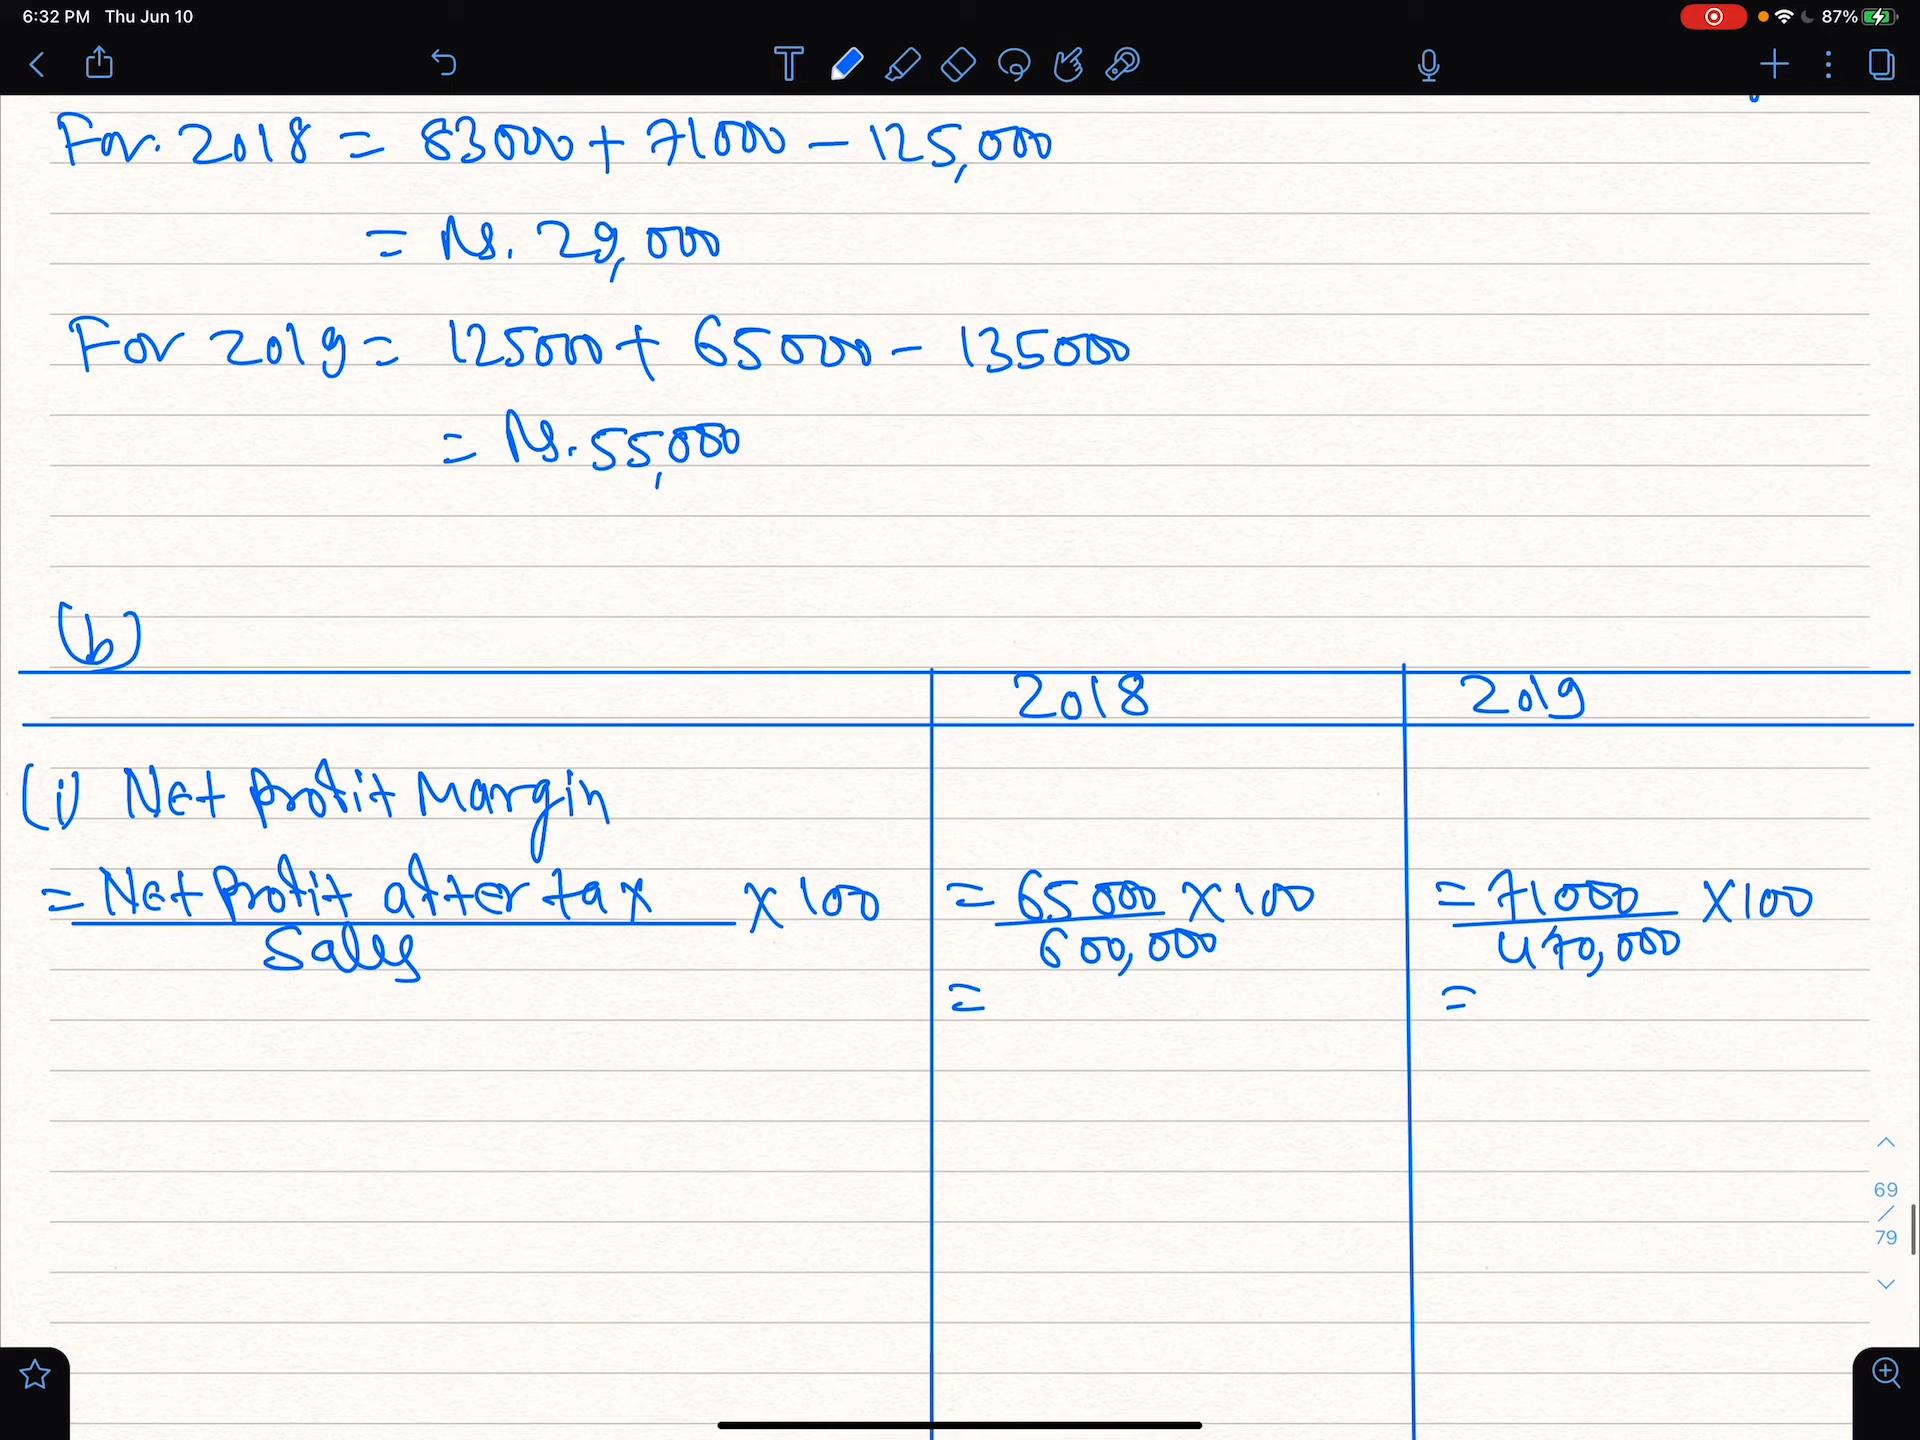 6:32 PM Thu Jun 10
87%
For. 2018 = 83000 + 71000 - 125,000
= Rs. 29,000
For 2019 = 125000 + 65000 - 135000
= Rs. 55,000
(b)
2018 2019
(i) Net Profit Margin
= Net Profit after tax / Sales × 100 = 65000 / 600,000 × 100 = 71000 / 470,000 × 100
= =
69
/
79